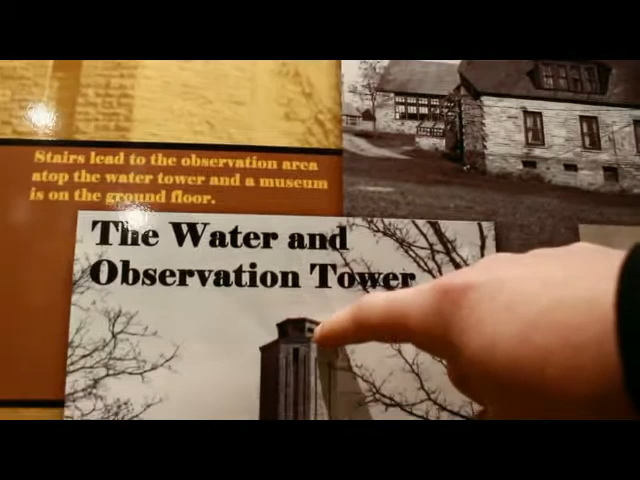 Stairs lead to the observation area
atop the water tower and a museum
is on the ground floor.
The Water and
Observation Tower